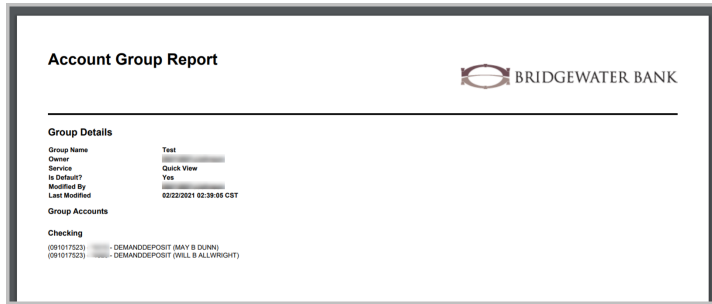 Account Group Report
BRIDGEWATER BANK
Group Details
Group Name Test
Owner
Service Quick View
Is Default? Yes
Modified By
Last Modified 02/22/2021 02:39:05 CST
Group Accounts
Checking
(091017523) - DEMANDDEPOSIT (MAY B DUNN)
(091017523) - DEMANDDEPOSIT (WILL B ALLWRIGHT)